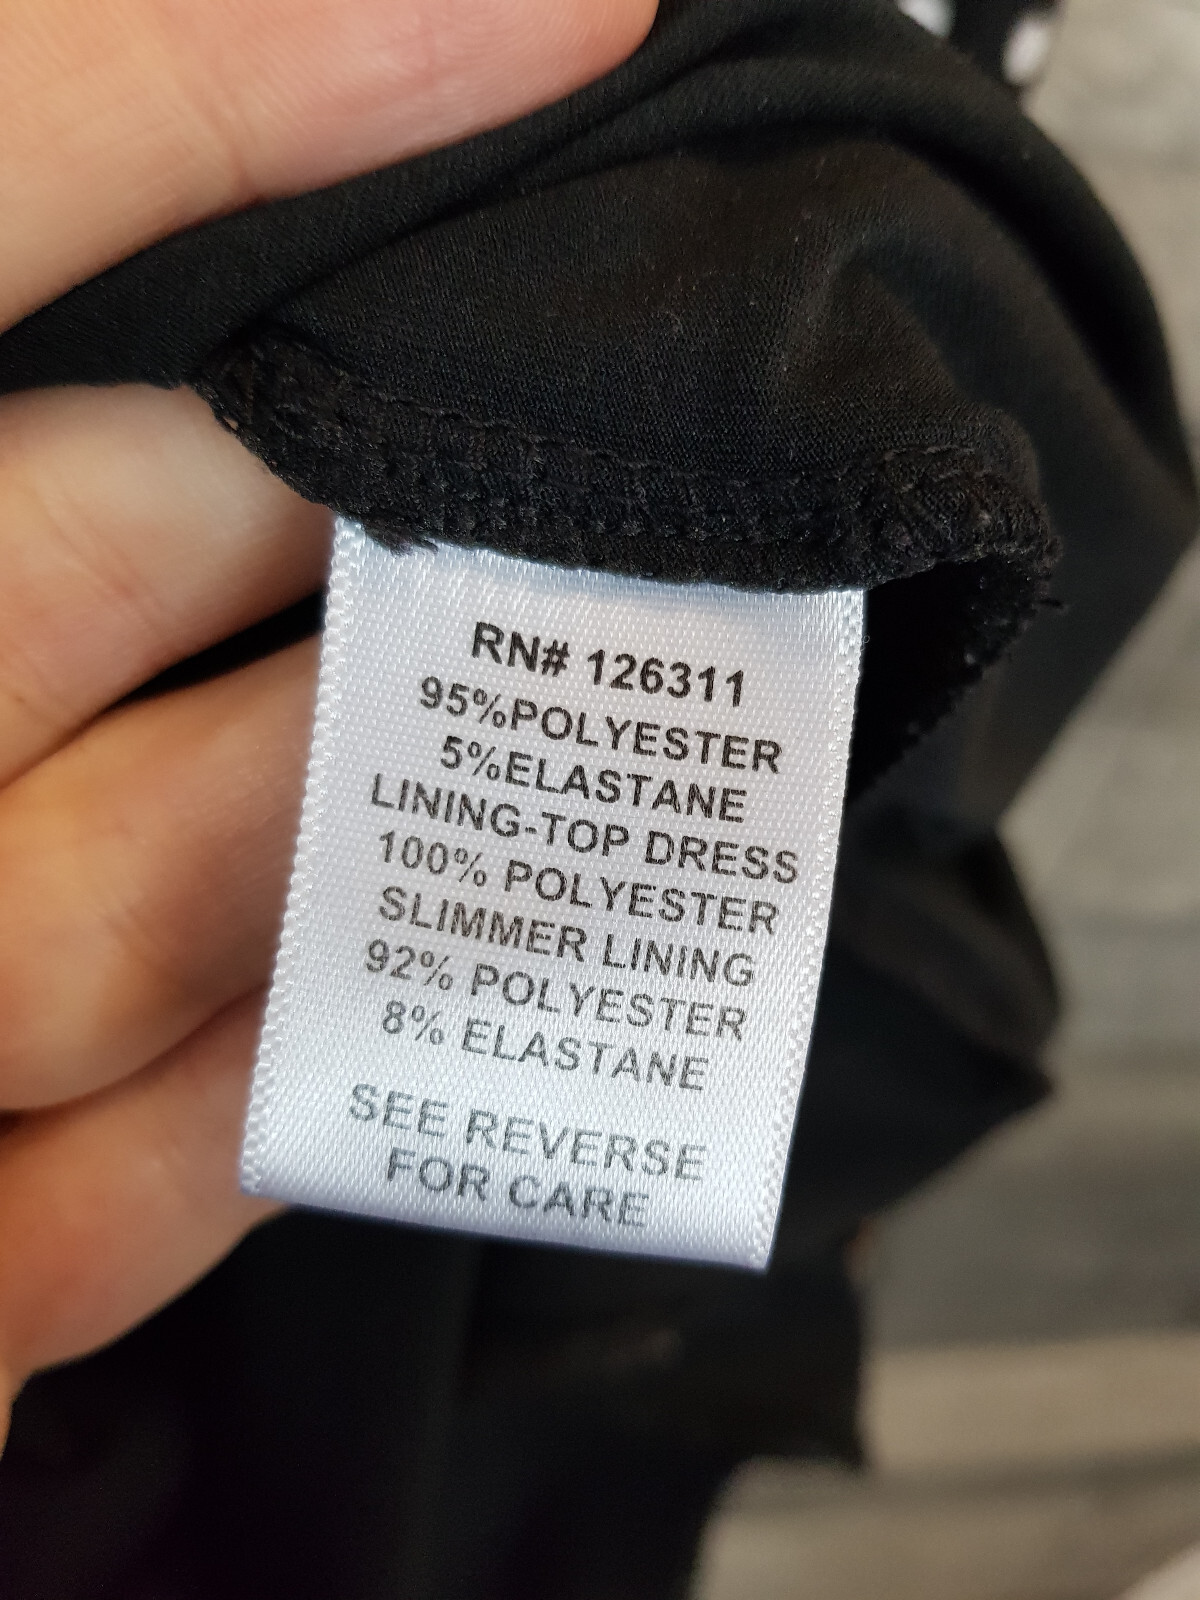 RN# 126311
95%POLYESTER
5%ELASTANE
LINING-TOP DRESS
100% POLYESTER
SLIMMER LINING
92% POLYESTER
8% ELASTANE
SEE REVERSE
FOR CARE